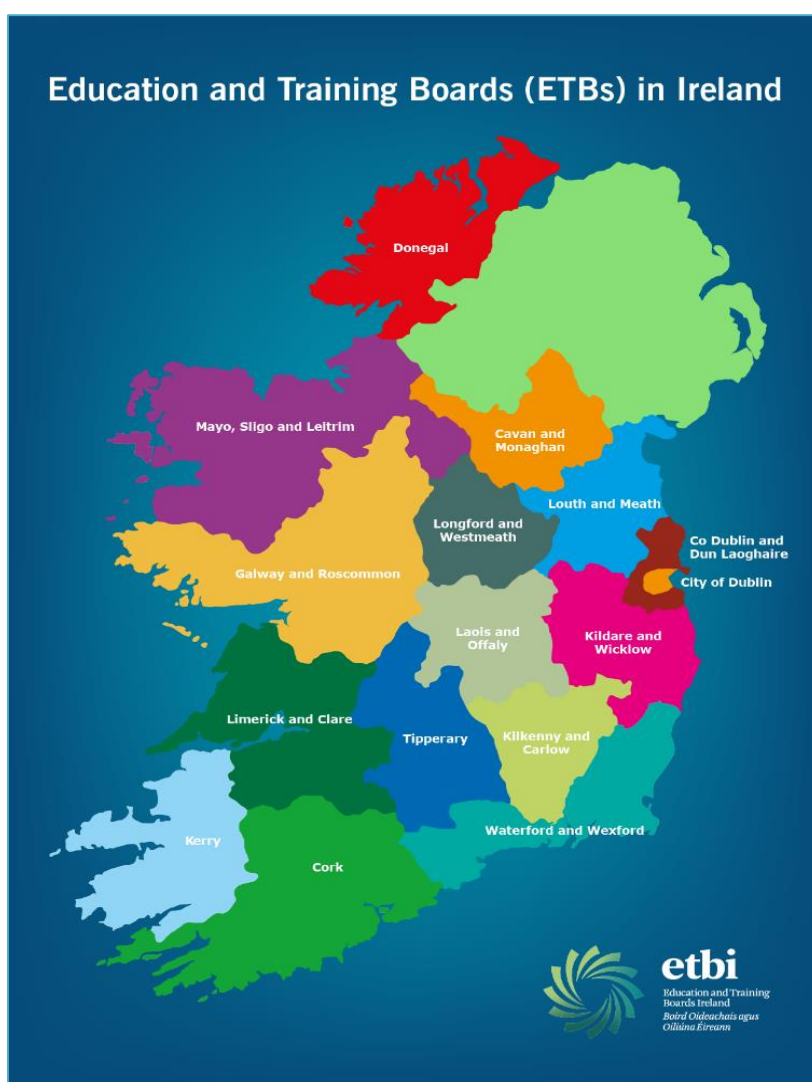 Education and Training Boards (ETBs) in Ireland
Donegal
Mayo, Sligo and Leitrim
Cavan and
Monaghan
Louth and Meath
Longford and
Westmeath
Co Dublin and
Dun Laoghaire
City of Dublin
Galway and Roscommon
Laois and
Offaly
Kildare and
Wicklow
Limerick and Clare
Tipperary
Kilkenny and
Carlow
Waterford and Wexford
Kerry
Cork
etbi
Education and Training
Boards Ireland
Boird Oideachais agus
Oiliúna Éireann